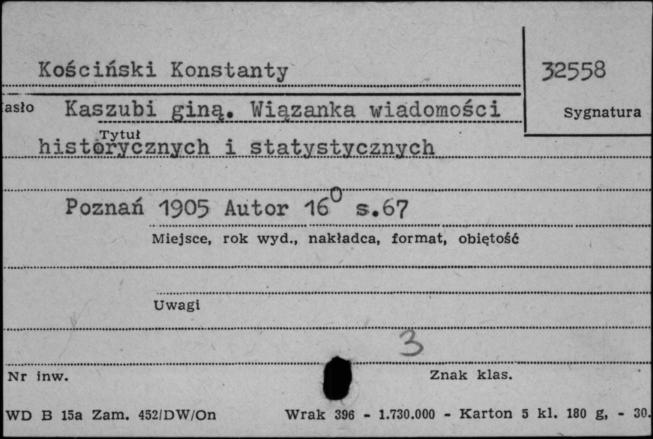 Kościński Konstanty
32558
asło Kaszubi giną. Wiązanka wiadomości
Sygnatura
Tytuł
historycznych i statystycznych
Poznań 1905 Autor 16⁰ s.67
Miejsce, rok wyd., nakładca, format, obiętość
Uwagi
3
Nr inw.
Znak klas.
WD B 15a Zam. 452/DW/On Wrak 396 - 1.730.000 - Karton 5 kl. 180 g, - 30.